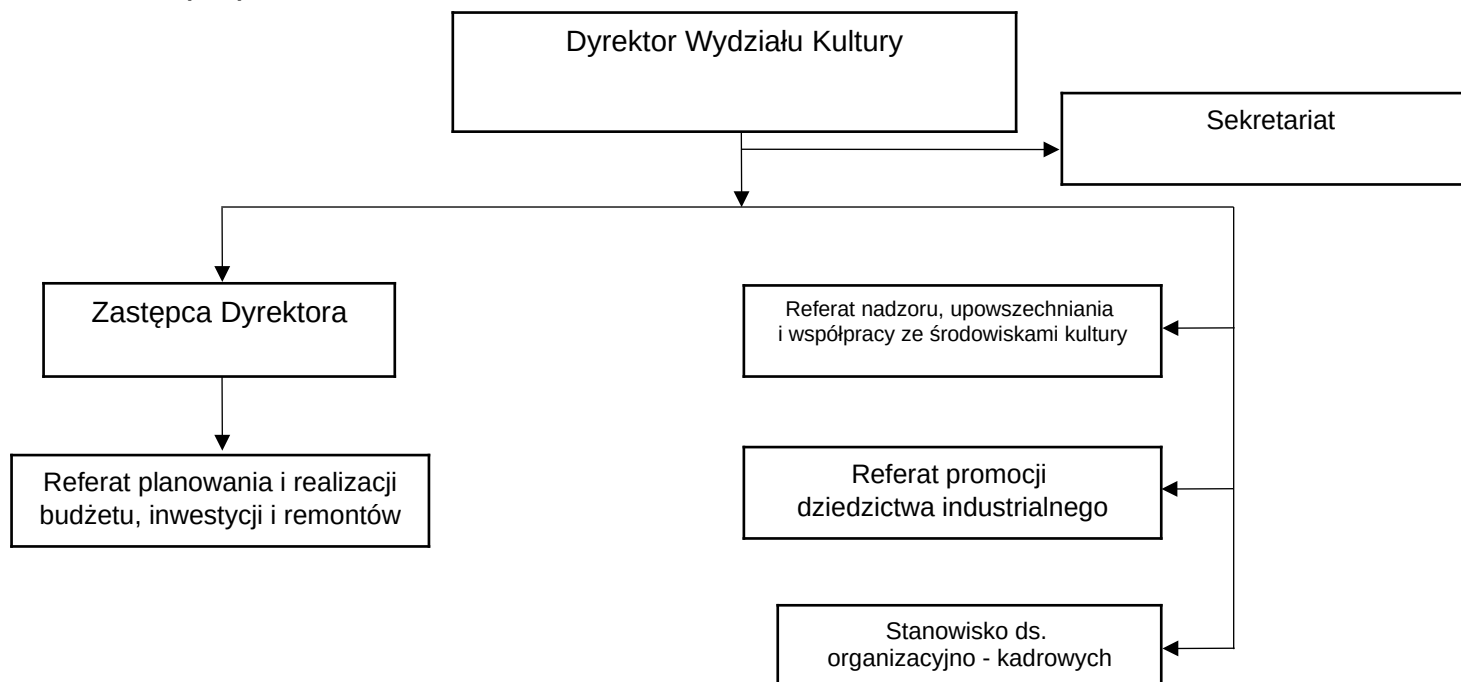 Dyrektor Wydziału Kultury
Sekretariat
Zastępca Dyrektora
Referat nadzoru, upowszechniania
i współpracy ze środowiskami kultury
Referat planowania i realizacji
budżetu, inwestycji i remontów
Referat promocji
dziedzictwa industrialnego
Stanowisko ds.
organizacyjno - kadrowych